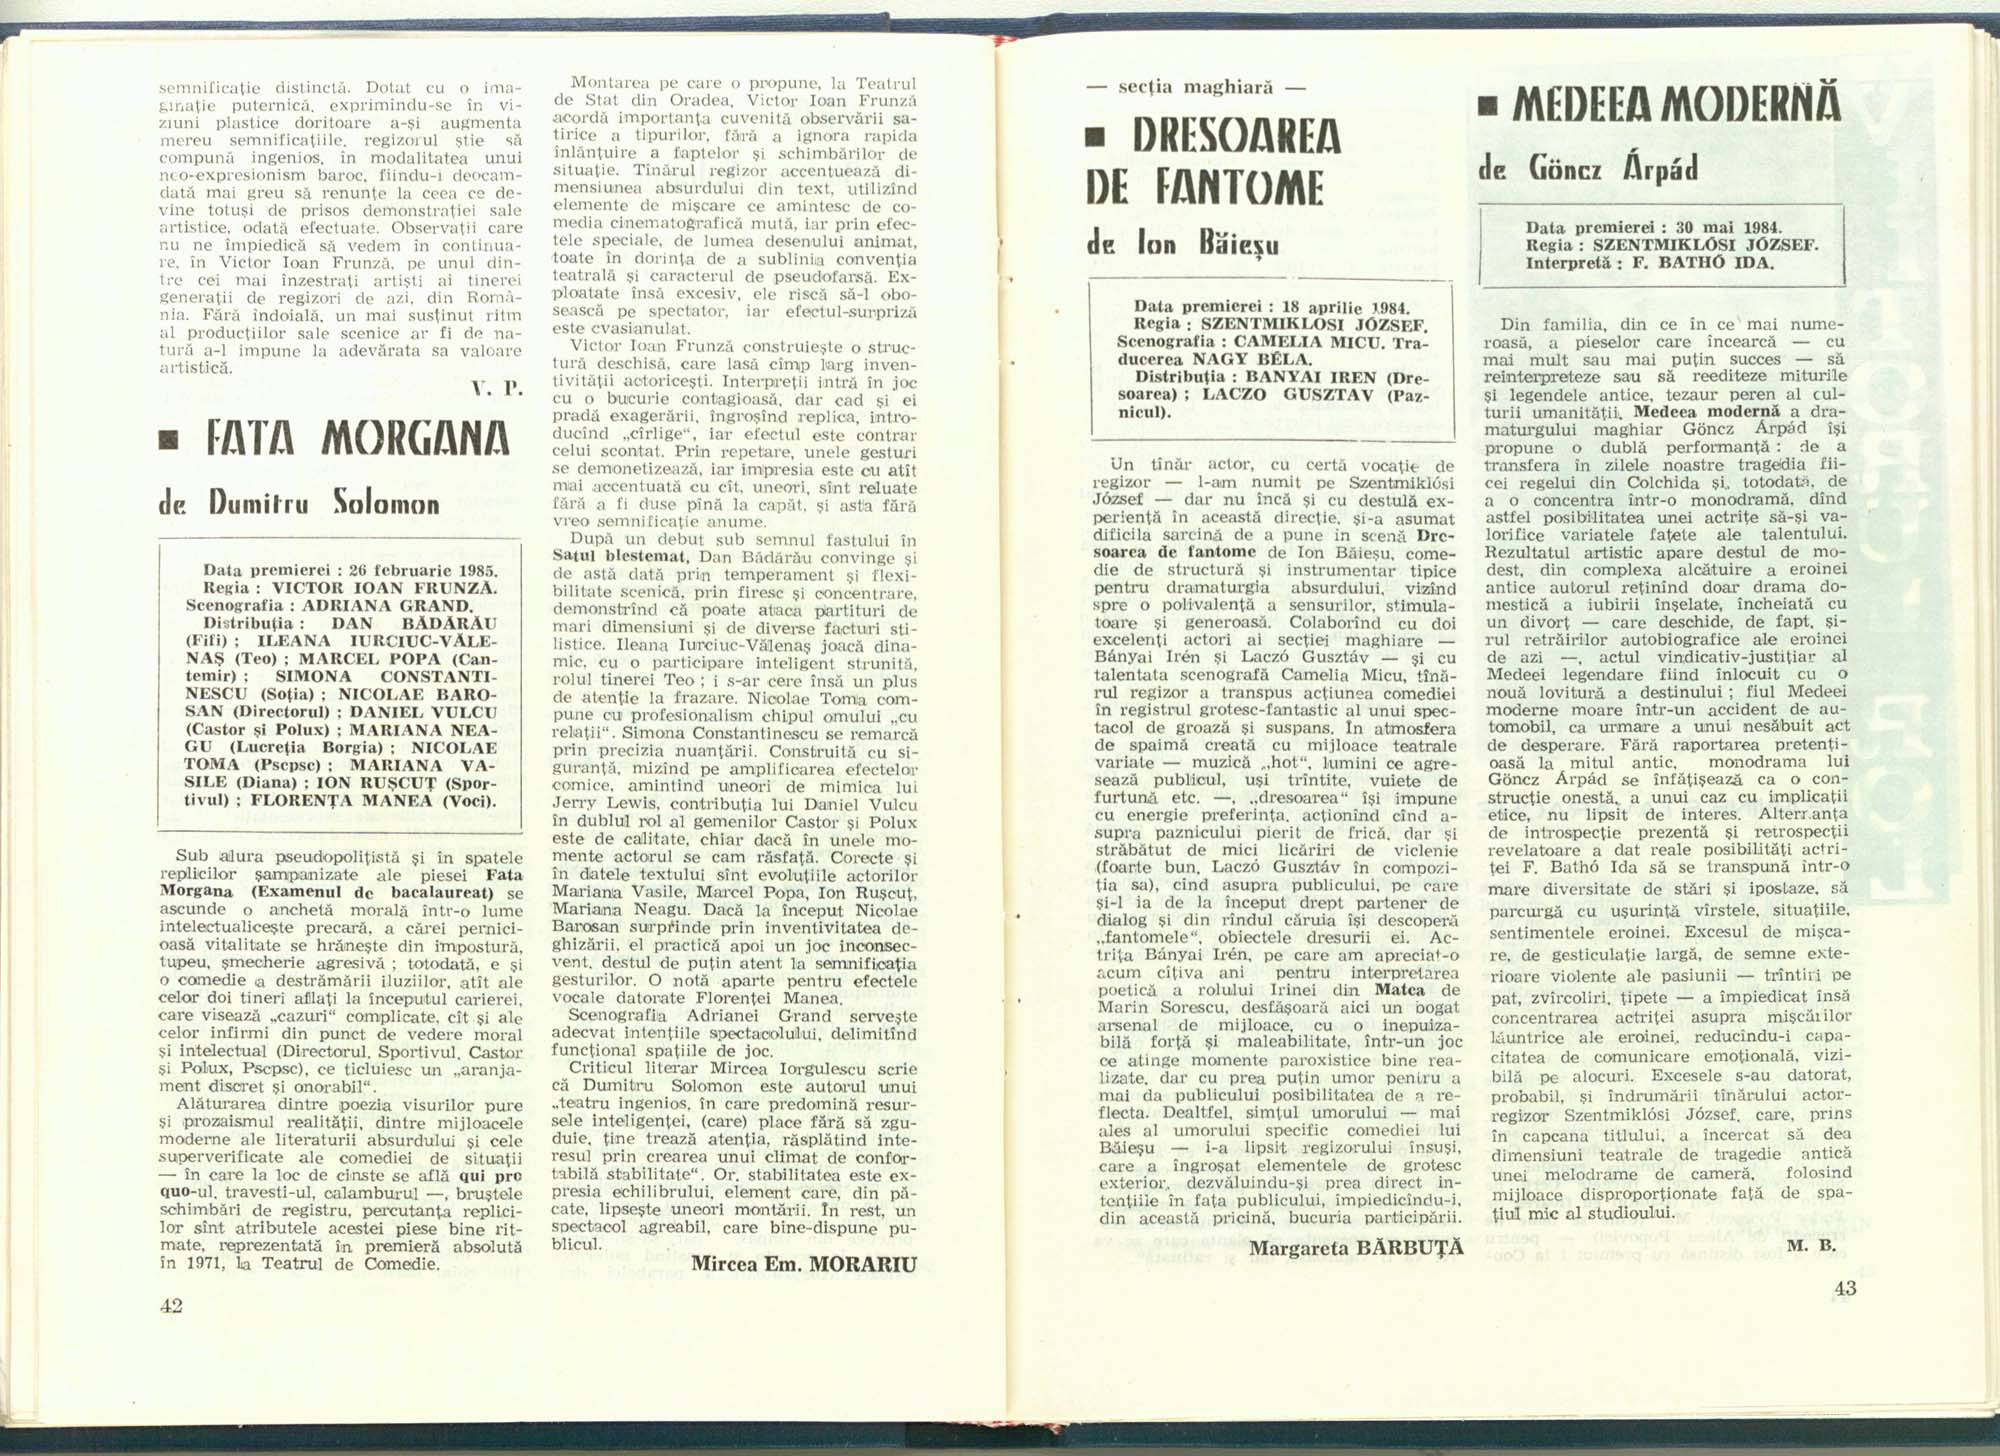 semnificație distinctă. Dotat cu o ima-
ginație puternică, exprimîndu-se în vi-
ziuni plastice doritoare a-și augmenta
mereu semnificațiile, regizorul știe să
compună ingenios, în modalitatea unui
neo-expresionism baroc, fiindu-i deocam-
dată mai greu să renunțe la ceea ce de-
vine totuși de prisos demonstrației sale
artistice, odată efectuate. Observații care
nu ne împiedică să vedem în continua-
re, în Victor Ioan Frunză, pe unul din-
tre cei mai înzestrați artiști ai tinerei
generații de regizori de azi, din Româ-
nia. Fără îndoială, un mai susținut ritm
al producțiilor sale scenice ar fi de na-
tură a-l impune la adevărata sa valoare
artistică.
V. P.
■ FATA MORGANA
de Dumitru Solomon
Data premierei : 26 februarie 1985.
Regia : VICTOR IOAN FRUNZĂ.
Scenografia : ADRIANA GRAND.
Distribuția : DAN BĂDĂRĂU
(Fifi) ; ILEANA IURCIUC-VĂLE-
NAȘ (Teo) ; MARCEL POPA (Can-
temir) ; SIMONA CONSTANTI-
NESCU (Soția) ; NICOLAE BARO-
SAN (Directorul) ; DANIEL VULCU
(Castor și Polux) ; MARIANA NEA-
GU (Lucreția Borgia) ; NICOLAE
TOMA (Pscpsc) ; MARIANA VA-
SILE (Diana) ; ION RUȘCUȚ (Spor-
tivul) ; FLORENȚA MANEA (Voci).
Sub alura pseudopolițistă și în spatele
replicilor șampanizate ale piesei Fata
Morgana (Examenul de bacalaureat) se
ascunde o anchetă morală într-o lume
intelectualicește precară, a cărei pernici-
oasă vitalitate se hrănește din impostură,
tupeu, șmecherie agresivă ; totodată, e și
o comedie a destrămării iluziilor, atît ale
celor doi tineri aflați la începutul carierei,
care visează „cazuri“ complicate, cît și ale
celor infirmi din punct de vedere moral
și intelectual (Directorul, Sportivul, Castor
și Polux, Pscpsc), ce ticluiesc un „aranja-
ment discret și onorabil“.
Alăturarea dintre poezia visurilor pure
și prozaismul realității, dintre mijloacele
moderne ale literaturii absurdului și cele
superverificate ale comediei de situații
— în care la loc de cinste se află qui pro
quo-ul, travesti-ul, calamburul —, bruștele
schimbări de registru, percutanța replici-
lor sînt atributele acestei piese bine rit-
mate, reprezentată în premieră absolută
în 1971, la Teatrul de Comedie.
42
Montarea pe care o propune, la Teatrul
de Stat din Oradea, Victor Ioan Frunză
acordă importanța cuvenită observării sa-
tirice a tipurilor, fără a ignora rapida
înlănțuire a faptelor și schimbărilor de
situație. Tînărul regizor accentuează di-
mensiunea absurdului din text, utilizînd
elemente de mișcare ce amintesc de co-
media cinematografică mută, iar prin efec-
tele speciale, de lumea desenului animat,
toate în dorința de a sublinia convenția
teatrală și caracterul de pseudofarsă. Ex-
ploatate însă excesiv, ele riscă să-l obo-
sească pe spectator, iar efectul-surpriză
este cvasianulat.
Victor Ioan Frunză construiește o struc-
tură deschisă, care lasă cîmp larg inven-
tivității actoricești. Interpreții intră în joc
cu o bucurie contagioasă, dar cad și ei
pradă exagerării, îngroșînd replica, intro-
ducînd „cîrlige“, iar efectul este contrar
celui scontat. Prin repetare, unele gesturi
se demonetizează, iar impresia este cu atît
mai accentuată cu cît, uneori, sînt reluate
fără a fi duse pînă la capăt, și asta fără
vreo semnificație anume.
După un debut sub semnul fastului în
Satul blestemat, Dan Bădărău convinge și
de astă dată prin temperament și flexi-
bilitate scenică, prin firesc și concentrare,
demonstrînd că poate ataca partituri de
mari dimensiuni și de diverse facturi sti-
listice. Ileana Iurciuc-Vălenaș joacă dina-
mic, cu o participare inteligent strunită,
rolul tinerei Teo ; i s-ar cere însă un plus
de atenție la frazare. Nicolae Toma com-
pune cu profesionalism chipul omului „cu
relații“. Simona Constantinescu se remarcă
prin precizia nuanțării. Construită cu si-
guranță, mizînd pe amplificarea efectelor
comice, amintind uneori de mimica lui
Jerry Lewis, contribuția lui Daniel Vulcu
în dublul rol al gemenilor Castor și Polux
este de calitate, chiar dacă în unele mo-
mente actorul se cam răsfață. Corecte și
în datele textului sînt evoluțiile actorilor
Mariana Vasile, Marcel Popa, Ion Rușcuț,
Mariana Neagu. Dacă la început Nicolae
Barosan surprinde prin inventivitatea de-
ghizării, el practică apoi un joc inconsec-
vent, destul de puțin atent la semnificația
gesturilor. O notă aparte pentru efectele
vocale datorate Florenței Manea.
Scenografia Adrianei Grand servește
adecvat intențiile spectacolului, delimitînd
funcțional spațiile de joc.
Criticul literar Mircea Iorgulescu scrie
că Dumitru Solomon este autorul unui
„teatru ingenios, în care predomină resur-
sele inteligenței, (care) place fără să zgu-
duie, ține trează atenția, răsplătind inte-
resul prin crearea unui climat de confor-
tabilă stabilitate“. Or, stabilitatea este ex-
presia echilibrului, element care, din pă-
cate, lipsește uneori montării. În rest, un
spectacol agreabil, care bine-dispune pu-
blicul.
Mircea Em. MORARIU
— secția maghiară —
■ DRESOAREA
DE FANTOME
de Ion Băieșu
Data premierei : 18 aprilie 1984.
Regia : SZENTMIKLOSI JÓZSEF.
Scenografia : CAMELIA MICU. Tra-
ducerea NAGY BÉLA.
Distribuția : BANYAI IREN (Dre-
soarea) ; LACZO GUSZTAV (Paz-
nicul).
Un tînăr actor, cu certă vocație de
regizor — l-am numit pe Szentmiklósi
József — dar nu încă și cu destulă ex-
periență în această direcție, și-a asumat
dificila sarcină de a pune în scenă Dre-
soarea de fantome de Ion Băieșu, come-
die de structură și instrumentar tipice
pentru dramaturgia absurdului, vizînd
spre o polivalență a sensurilor, stimula-
toare și generoasă. Colaborînd cu doi
excelenți actori ai secției maghiare —
Bányai Irén și Laczó Gusztáv — și cu
talentata scenografă Camelia Micu, tînă-
rul regizor a transpus acțiunea comediei
în registrul grotesc-fantastic al unui spec-
tacol de groază și suspans. În atmosfera
de spaimă creată cu mijloace teatrale
variate — muzică „hot“, lumini ce agre-
sează publicul, uși trîntite, vuiete de
furtună etc. —, „dresoarea“ își impune
cu energie preferința, acționînd cînd a-
supra paznicului pierit de frică, dar și
străbătut de mici licăriri de viclenie
(foarte bun, Laczó Gusztáv în compozi-
ția sa), cînd asupra publicului, pe care
și-l ia de la început drept partener de
dialog și din rîndul căruia își descoperă
„fantomele“, obiectele dresurii ei. Ac-
trița Bányai Irén, pe care am apreciat-o
acum cîțiva ani pentru interpretarea
poetică a rolului Irinei din Matca de
Marin Sorescu, desfășoară aici un bogat
arsenal de mijloace, cu o inepuiza-
bilă forță și maleabilitate, într-un joc
ce atinge momente paroxistice bine rea-
lizate, dar cu prea puțin umor pentru a
mai da publicului posibilitatea de a re-
flecta. Dealtfel, simțul umorului — mai
ales al umorului specific comediei lui
Băieșu — i-a lipsit regizorului însuși,
care a îngroșat elementele de grotesc
exterior, dezvăluindu-și prea direct in-
tențiile în fața publicului, împiedicîndu-i,
din această pricină, bucuria participării.
Margareta BĂRBUȚĂ
■ MEDEEA MODERNĂ
de Göncz Árpád
Data premierei : 30 mai 1984.
Regia : SZENTMIKLÓSI JÓZSEF.
Interpretă : F. BATHÓ IDA.
Din familia, din ce în ce mai nume-
roasă, a pieselor care încearcă — cu
mai mult sau mai puțin succes — să
reinterpreteze sau să reediteze miturile
și legendele antice, tezaur peren al cul-
turii umanității, Medeea modernă a dra-
maturgului maghiar Göncz Árpád își
propune o dublă performanță : de a
transfera în zilele noastre tragedia fii-
cei regelui din Colchida și, totodată, de
a o concentra într-o monodramă, dînd
astfel posibilitatea unei actrițe să-și va-
lorifice variatele fațete ale talentului.
Rezultatul artistic apare destul de mo-
dest, din complexa alcătuire a eroinei
antice autorul reținînd doar drama do-
mestică a iubirii înșelate, încheiată cu
un divorț — care deschide, de fapt, și-
rul retrăirilor autobiografice ale eroinei
de azi —, actul vindicativ-justițiar al
Medeei legendare fiind înlocuit cu o
nouă lovitură a destinului ; fiul Medeei
moderne moare într-un accident de au-
tomobil, ca urmare a unui nesăbuit act
de desperare. Fără raportarea pretenți-
oasă la mitul antic, monodrama lui
Göncz Árpád se înfățișează ca o con-
strucție onestă, a unui caz cu implicații
etice, nu lipsit de interes. Alternanța
de introspecție prezentă și retrospecții
revelatoare a dat reale posibilități actri-
ței F. Bathó Ida să se transpună într-o
mare diversitate de stări și ipostaze, să
parcurgă cu ușurință vîrstele, situațiile,
sentimentele eroinei. Excesul de mișca-
re, de gesticulație largă, de semne exte-
rioare violente ale pasiunii — trîntiri pe
pat, zvîrcoliri, țipete — a împiedicat însă
concentrarea actriței asupra mișcărilor
lăuntrice ale eroinei, reducîndu-i capa-
citatea de comunicare emoțională, vizi-
bilă pe alocuri. Excesele s-au datorat,
probabil, și îndrumării tînărului actor-
regizor Szentmiklósi József, care, prins
în capcana titlului, a încercat să dea
dimensiuni teatrale de tragedie antică
unei melodrame de cameră, folosind
mijloace disproporționate față de spa-
țiul mic al studioului.
M. B.
43